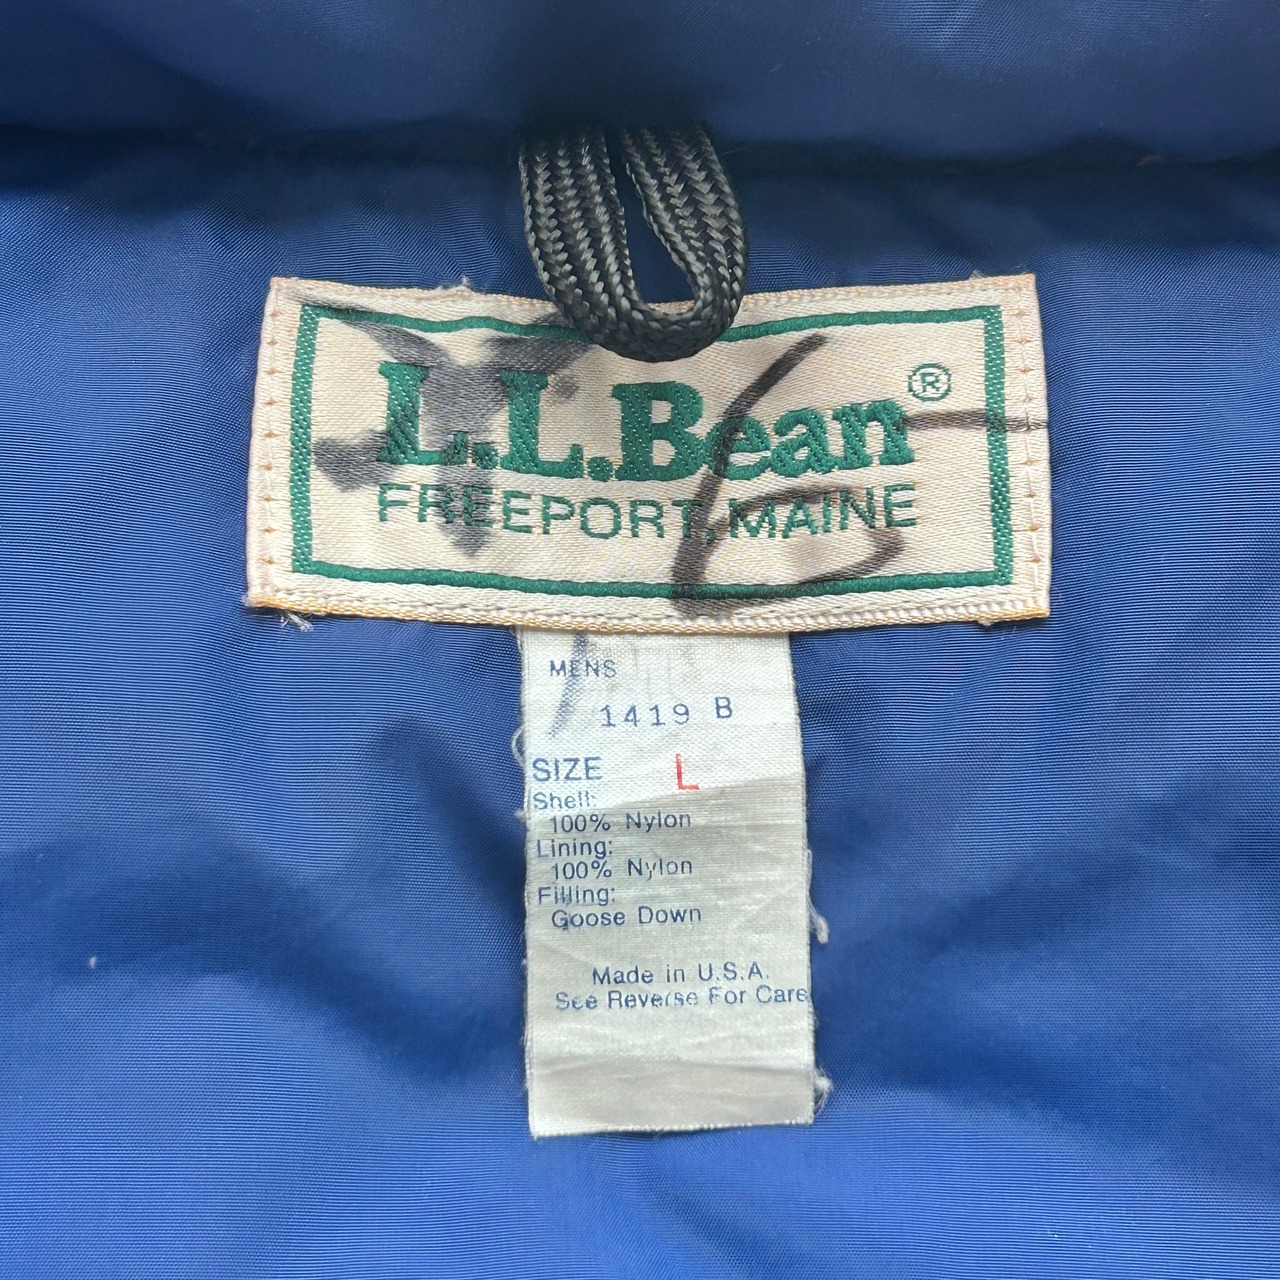 L.L.Bean®
FREEPORT, MAINE
MENS
1419 B
SIZE L
Shell:
100% Nylon
Lining:
100% Nylon
Filling:
Goose Down
Made in U.S.A.
See Reverse For Care